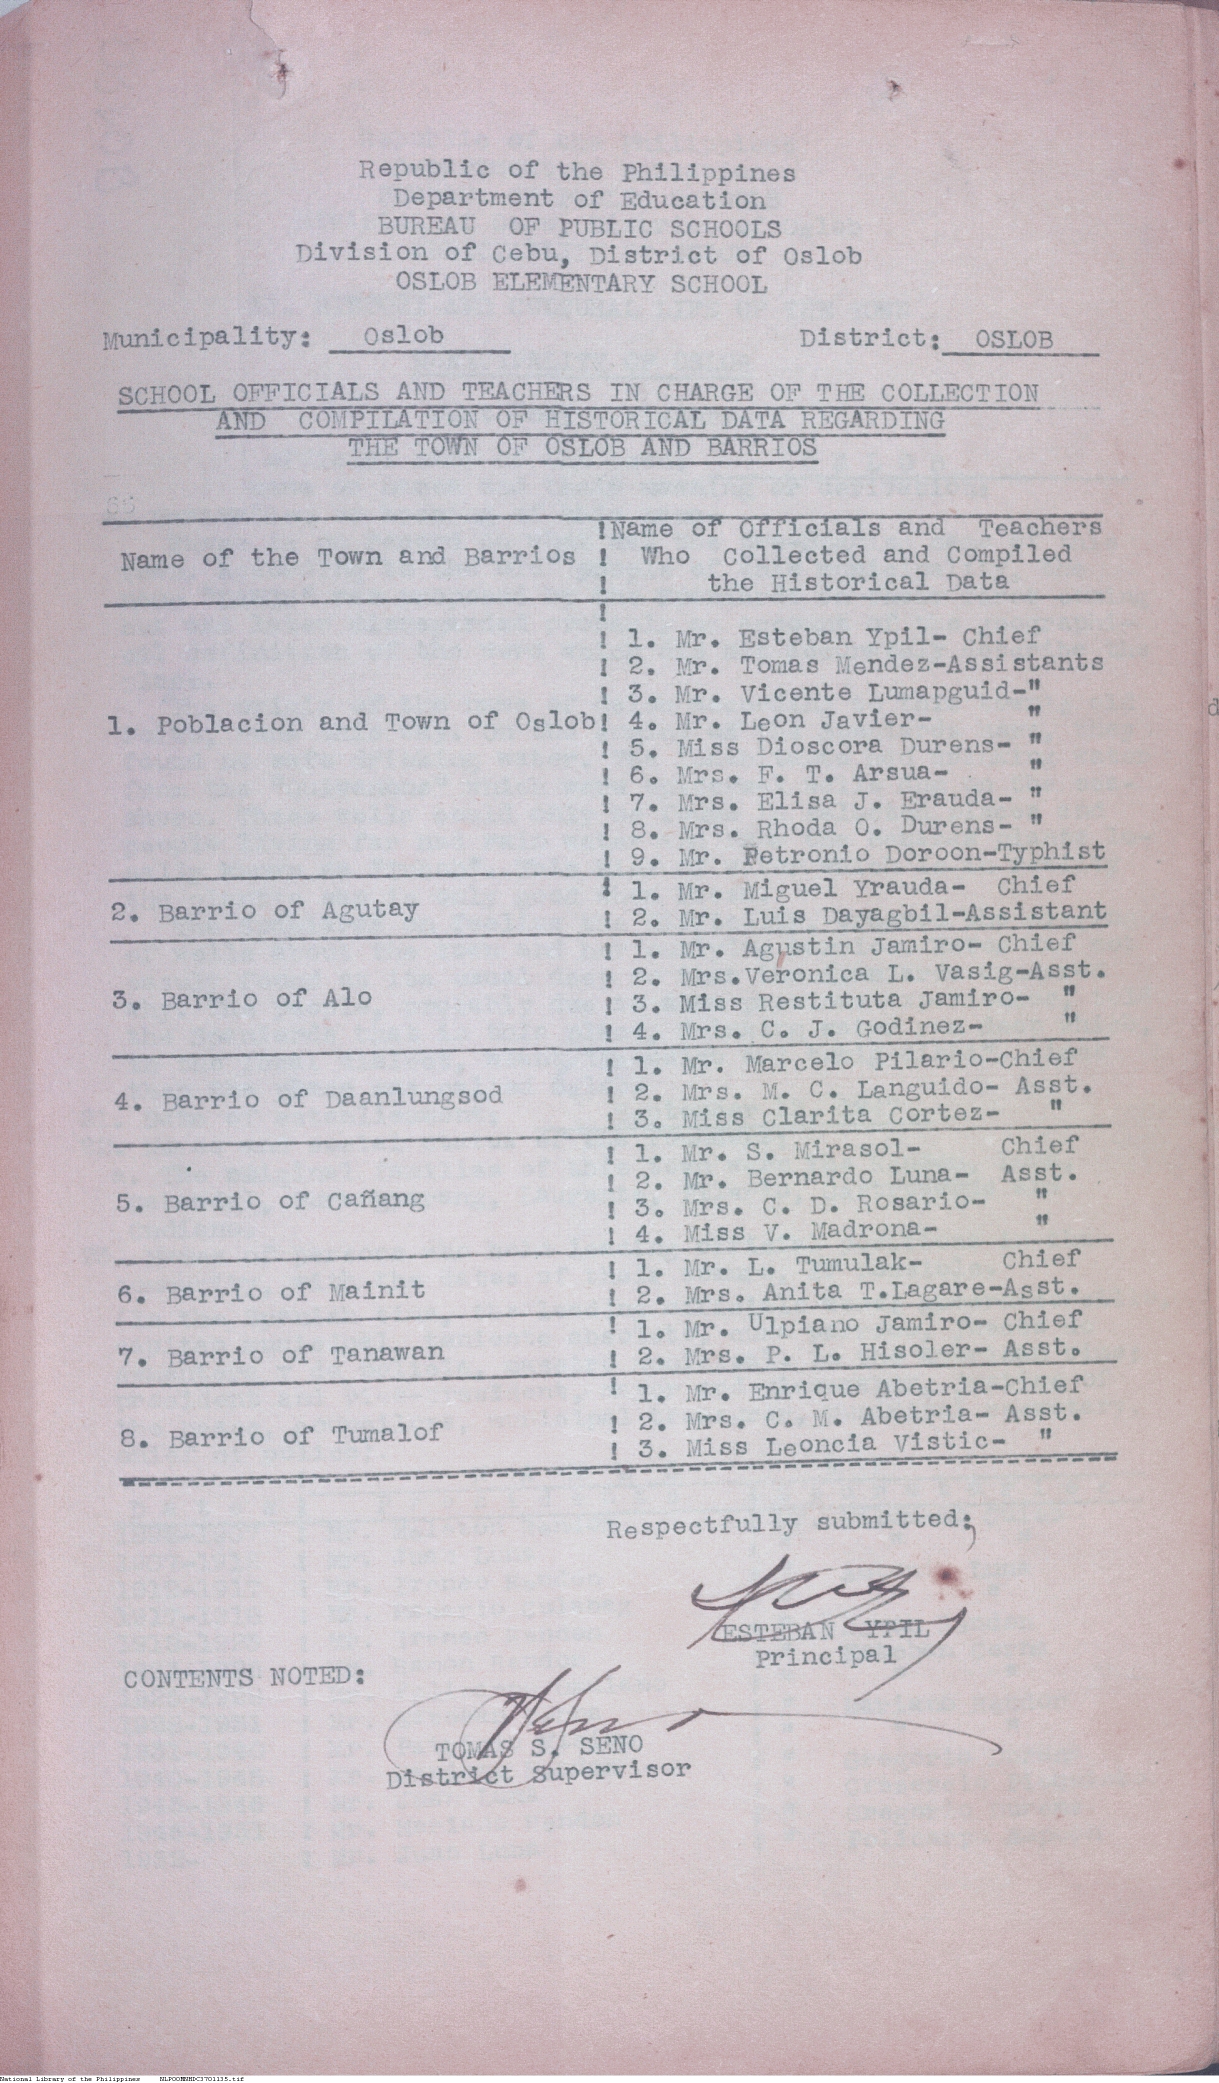 Republic of the Philippines
Department of Education
BUREAU OF PUBLIC SCHOOLS
Division of Cebu, District of Oslob
OSLOB ELEMENTARY SCHOOL
Municipality: Oslob District: OSLOB
SCHOOL OFFICIALS AND TEACHERS IN CHARGE OF THE COLLECTION
AND COMPILATION OF HISTORICAL DATA REGARDING
THE TOWN OF OSLOB AND BARRIOS
Name of the Town and Barrios
Name of Officials and Teachers
Who Collected and Compiled
the Historical Data
1. Poblacion and Town of Oslob
1. Mr. Esteban Ypil- Chief
2. Mr. Tomas Mendez-Assistants
3. Mr. Vicente Lumapguid-"
4. Mr. Leon Javier- "
5. Miss Dioscora Durens- "
6. Mrs. F. T. Arsua- "
7. Mrs. Elisa J. Erauda- "
8. Mrs. Rhoda O. Durens- "
9. Mr. Petronio Doroon-Typhist
2. Barrio of Agutay
1. Mr. Miguel Yrauda- Chief
2. Mr. Luis Dayagbil-Assistant
3. Barrio of Alo
1. Mr. Agustin Jamiro- Chief
2. Mrs.Veronica L. Vasig-Asst.
3. Miss Restituta Jamiro- "
4. Mrs. C. J. Godinez- "
4. Barrio of Daanlungsod
1. Mr. Marcelo Pilario-Chief
2. Mrs. M. C. Languido- Asst.
3. Miss Clarita Cortez- "
5. Barrio of Cañang
1. Mr. S. Mirasol- Chief
2. Mr. Bernardo Luna- Asst.
3. Mrs. C. D. Rosario- "
4. Miss V. Madrona- "
6. Barrio of Mainit
1. Mr. L. Tumulak- Chief
2. Mrs. Anita T.Lagare-Asst.
7. Barrio of Tanawan
1. Mr. Ulpiano Jamiro- Chief
2. Mrs. P. L. Hisoler- Asst.
8. Barrio of Tumalof
1. Mr. Enrique Abetria-Chief
2. Mrs. C. M. Abetria- Asst.
3. Miss Leoncia Vistic- "
Respectfully submitted:
ESTEBAN YPIL
Principal
CONTENTS NOTED:
TOMAS S. SENO
District Supervisor
National Library of the Philippines NLPOOMNHDC3701135.tif